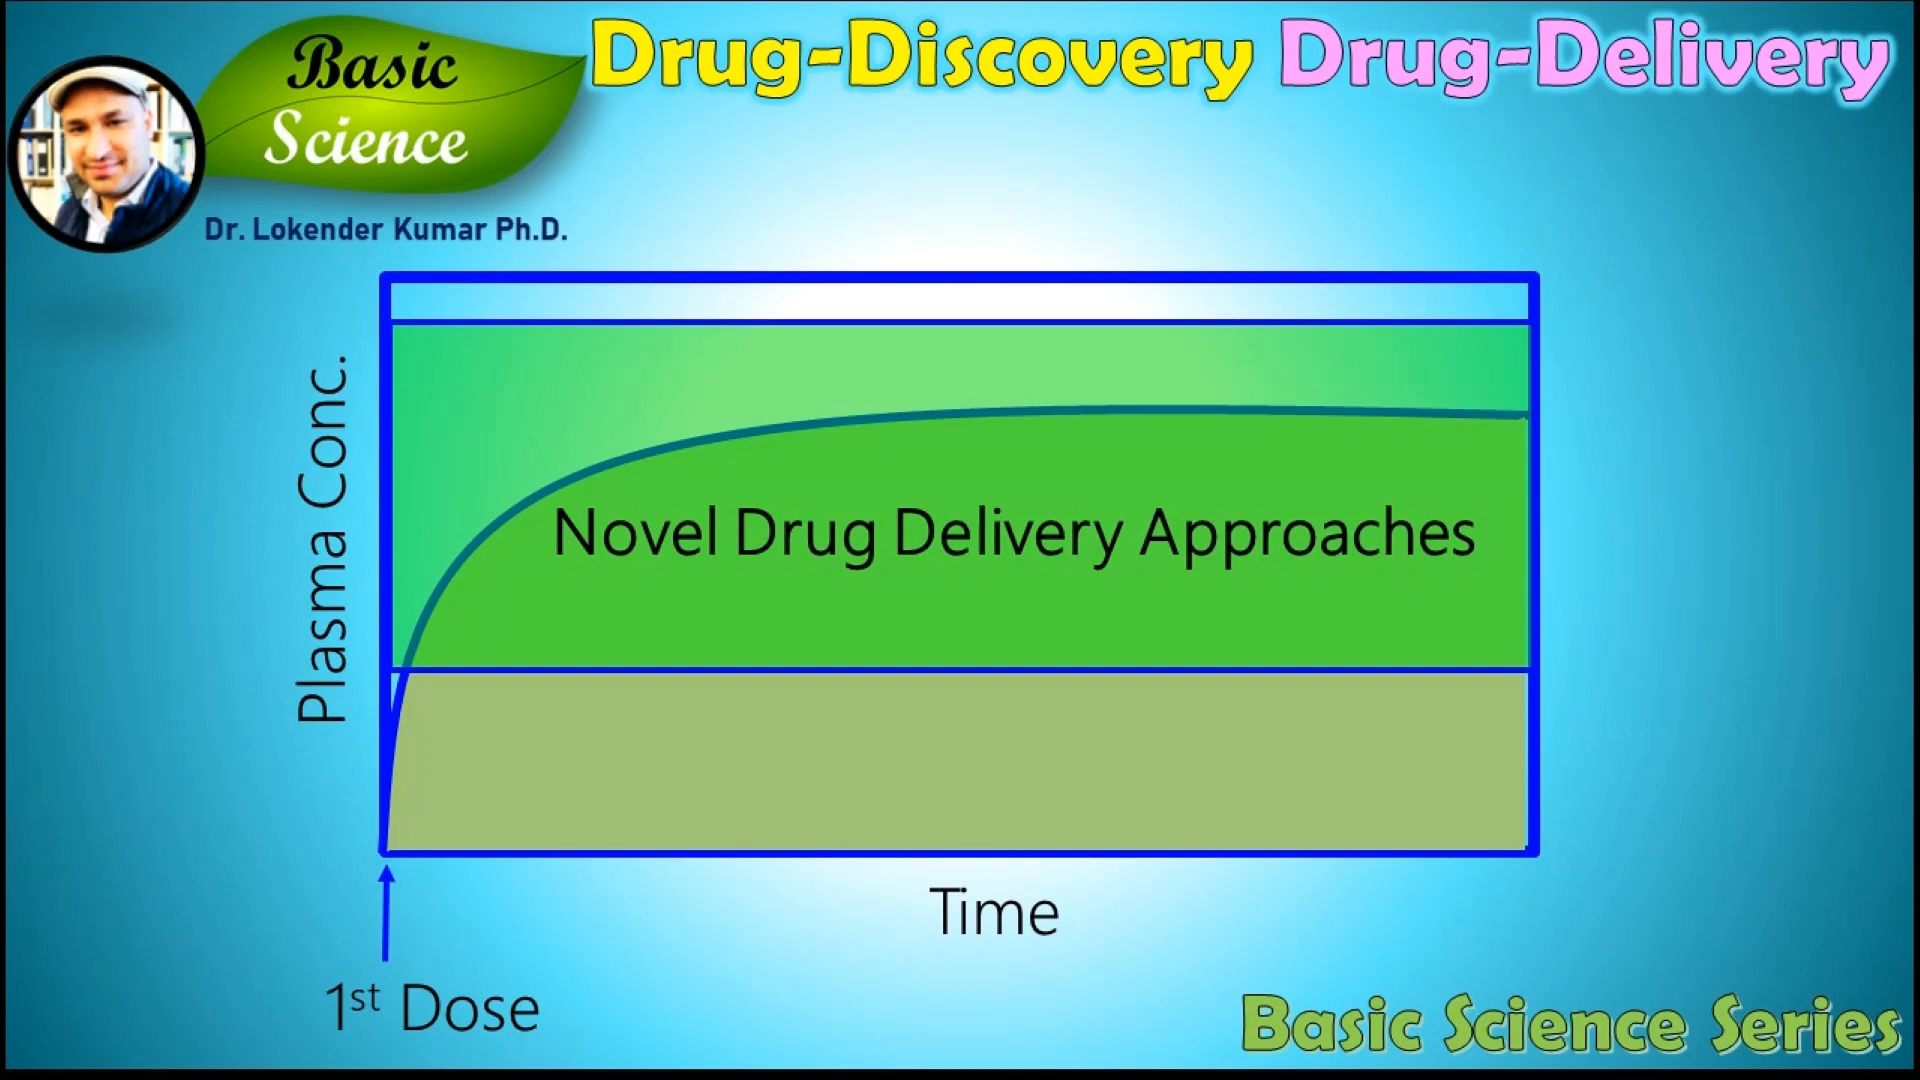 Basic
Science
Drug-Discovery Drug-Delivery
Dr. Lokender Kumar Ph.D.
Plasma Conc.
Novel Drug Delivery Approaches
Time
1st Dose
Basic Science Series